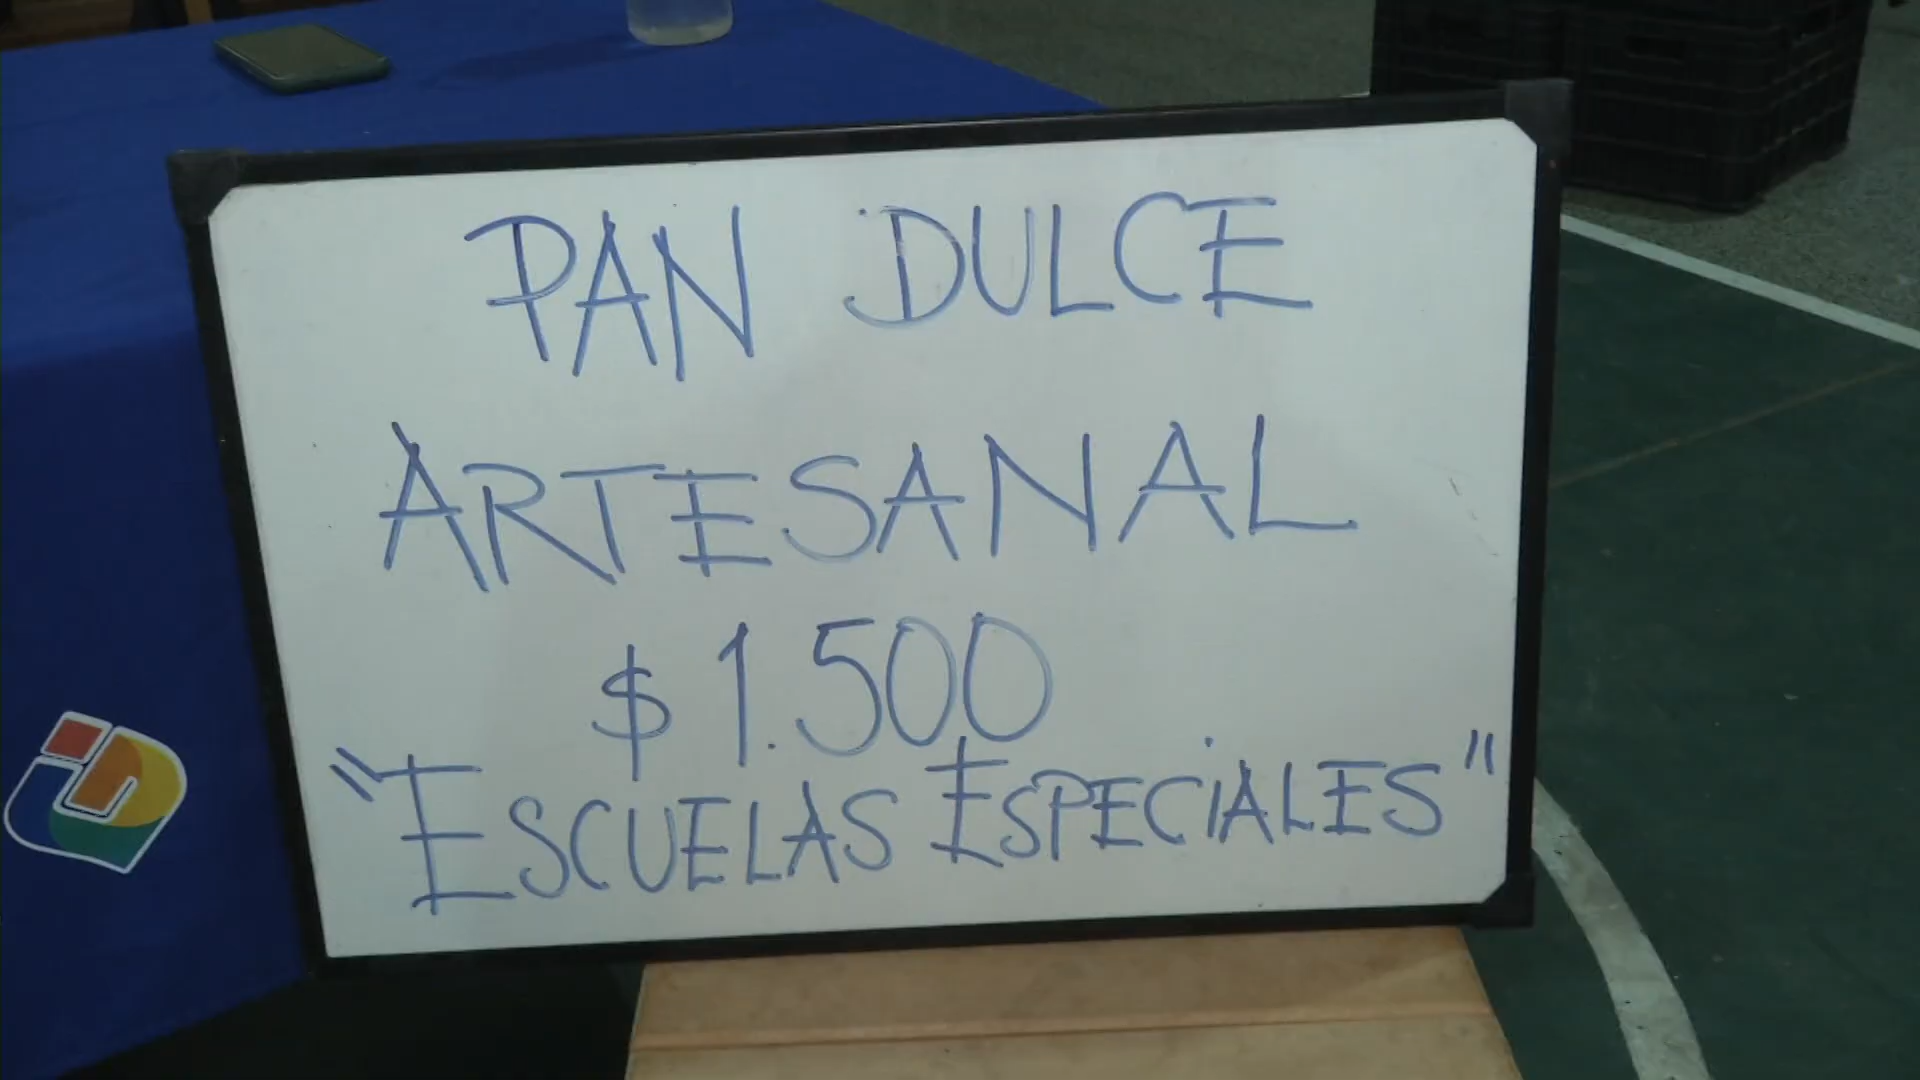 PAN DULCE
ARTESANAL
$ 1.500
"ESCUELAS ESPECIALES"